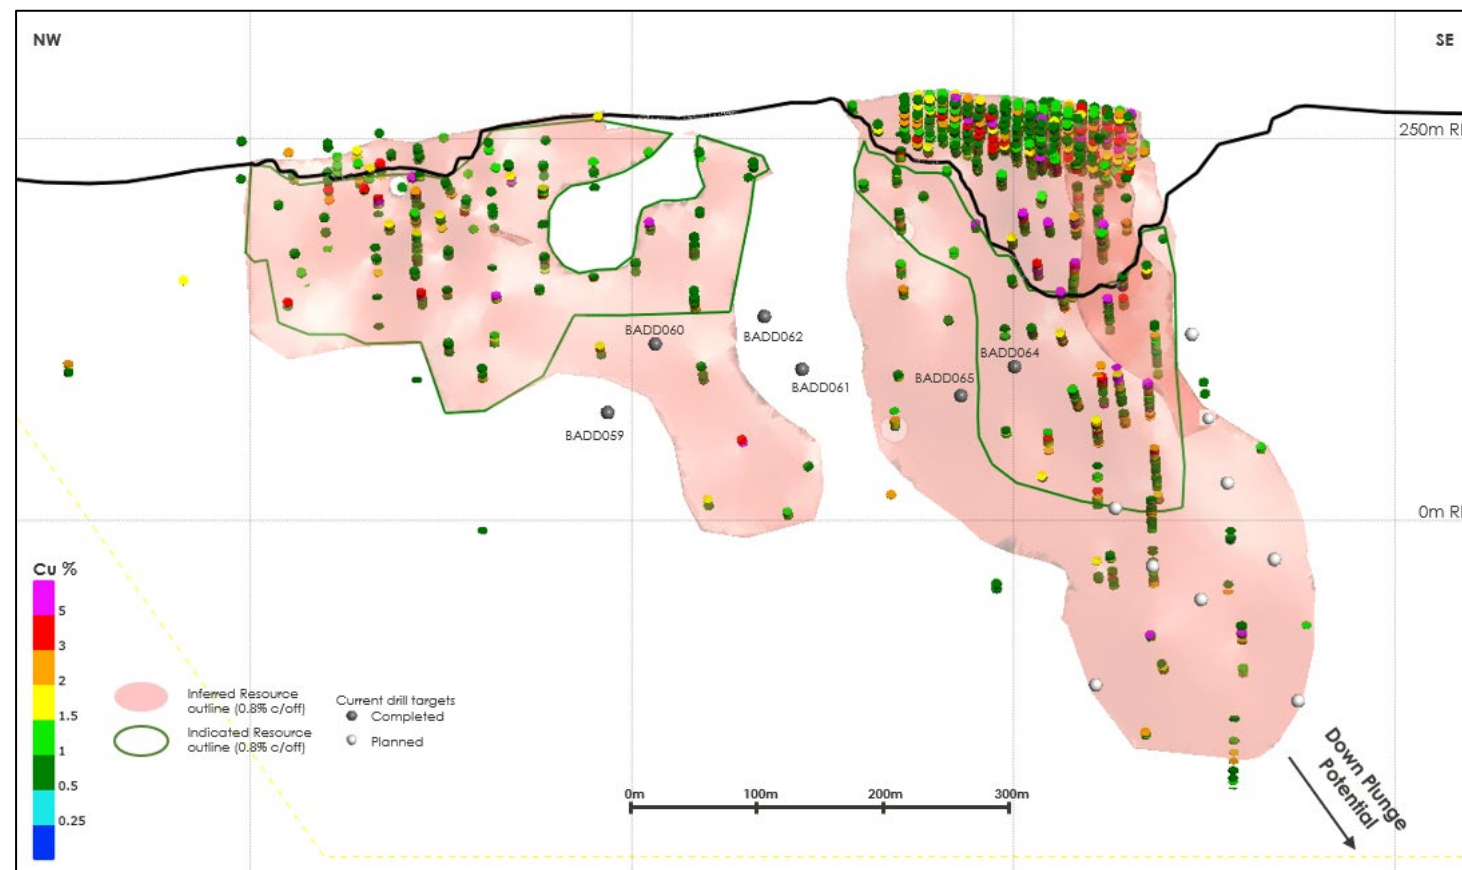 NW
SE
250m Rl
BADD060
BADD062
BADD064
BADD061
BADD065
BADD059
0m Rl
Cu %
5
3
2
1.5
1
0.5
0.25
Inferred Resource
outline (0.8% c/off)
Indicated Resource
outline (0.8% c/off)
Current drill targets
Completed
Planned
0m
100m
200m
300m
Down Plunge
Potential